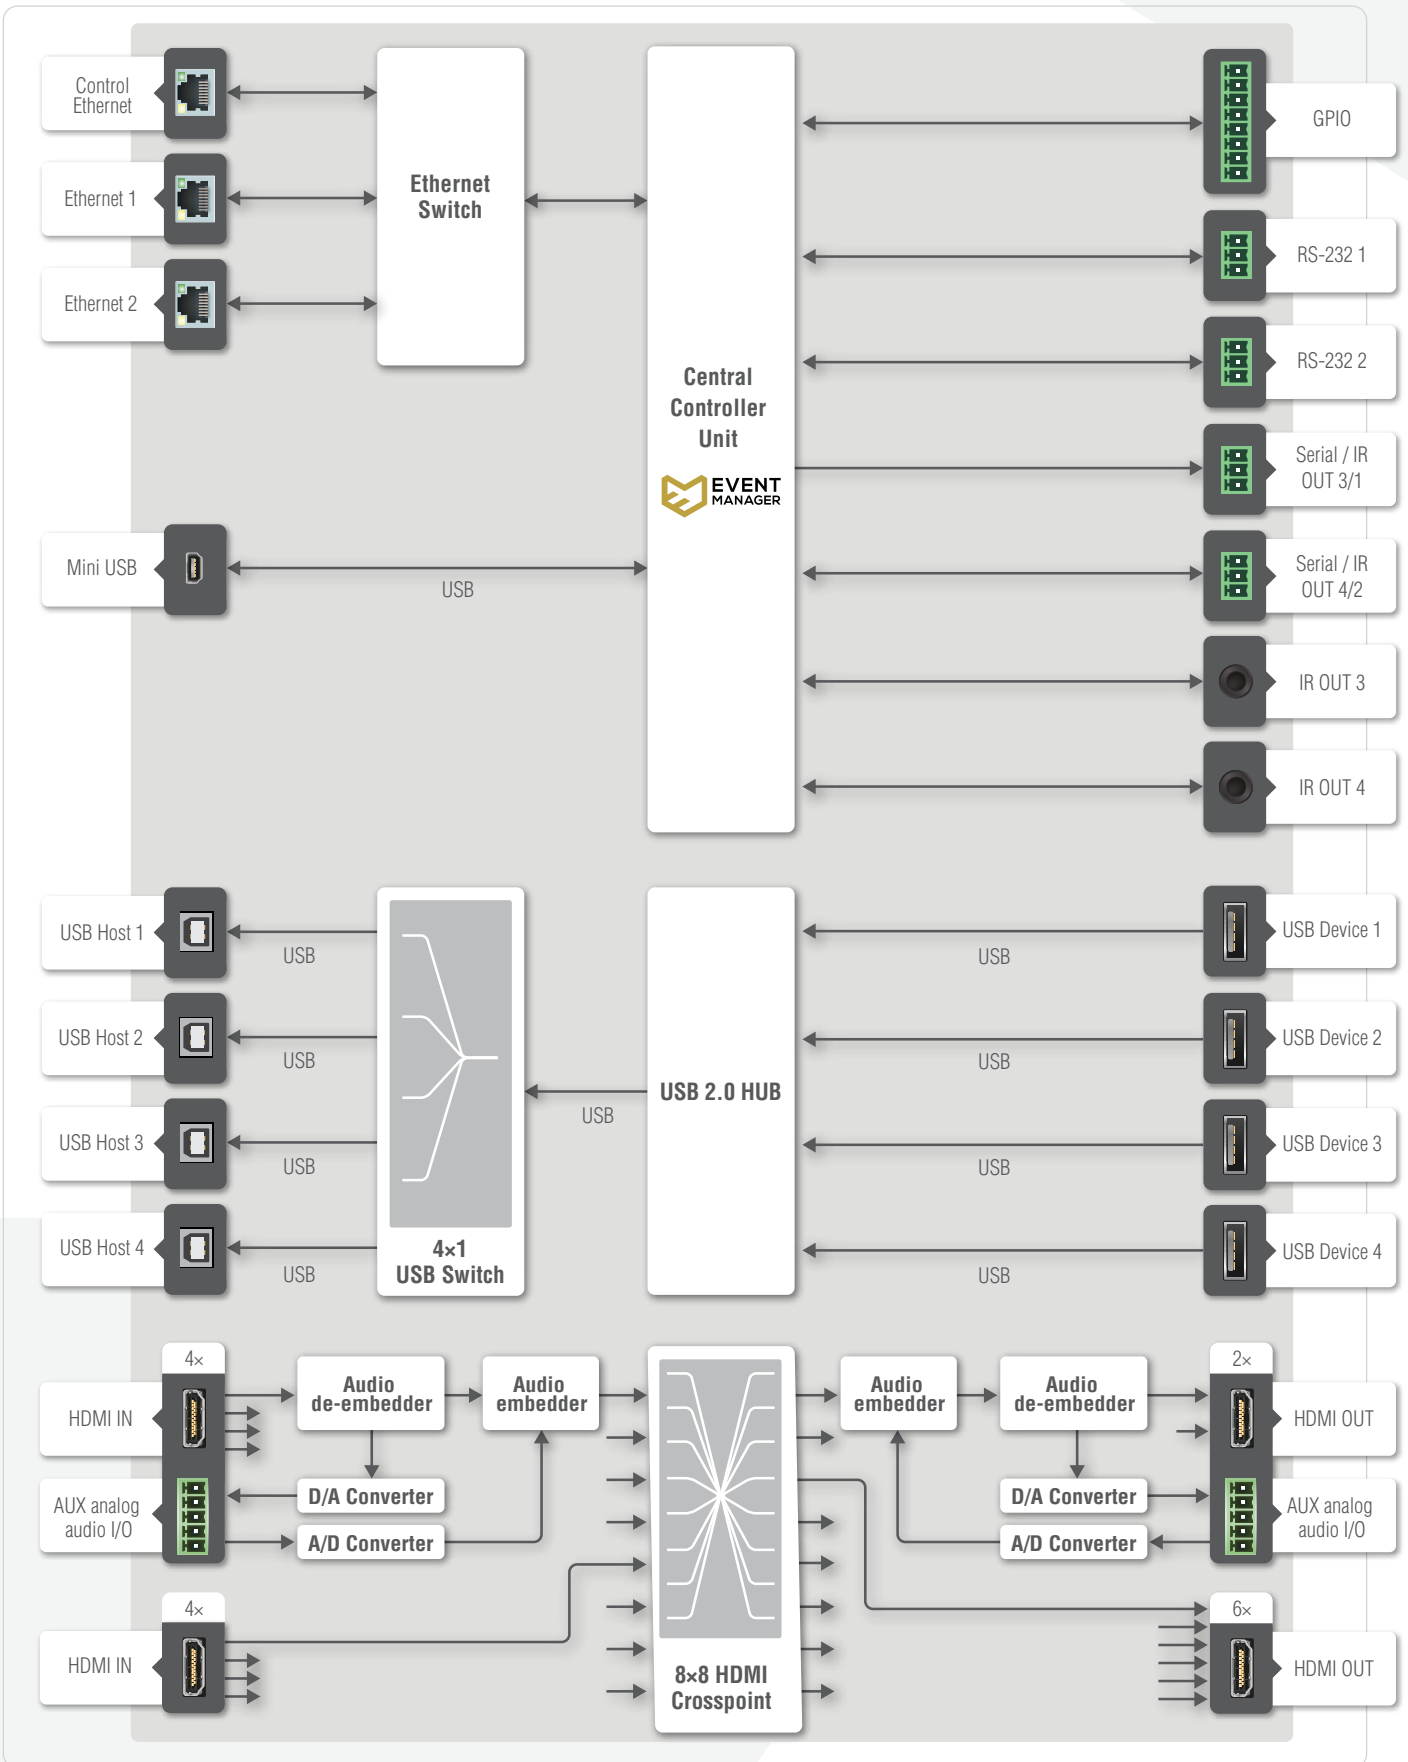 Control
Ethernet
Ethernet 1
Ethernet 2
Mini USB
Ethernet
Switch
USB
Central
Controller
Unit
EVENT
MANAGER
GPIO
RS-232 1
RS-232 2
Serial / IR
OUT 3/1
Serial / IR
OUT 4/2
IR OUT 3
IR OUT 4
USB Host 1
USB Host 2
USB Host 3
USB Host 4
USB
USB
USB
USB
4×1
USB Switch
USB
USB 2.0 HUB
USB
USB
USB
USB
USB Device 1
USB Device 2
USB Device 3
USB Device 4
4×
HDMI IN
AUX analog
audio I/O
4×
HDMI IN
Audio
de-embedder
Audio
embedder
D/A Converter
A/D Converter
8×8 HDMI
Crosspoint
Audio
embedder
Audio
de-embedder
D/A Converter
A/D Converter
2×
HDMI OUT
AUX analog
audio I/O
6×
HDMI OUT